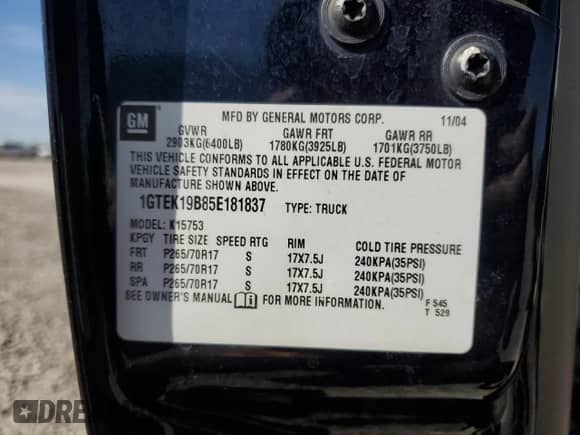 GM
MFD BY GENERAL MOTORS CORP. 11/04
GVWR GAWR FRT GAWR RR
2903KG(6400LB) 1780KG(3925LB) 1701KG(3750LB)
THIS VEHICLE CONFORMS TO ALL APPLICABLE U.S. FEDERAL MOTOR
VEHICLE SAFETY STANDARDS IN EFFECT ON THE DATE OF
MANUFACTURE SHOWN ABOVE.
1GTEK19B85E181837 TYPE: TRUCK
MODEL: K15753
KPGY TIRE SIZE SPEED RTG RIM COLD TIRE PRESSURE
FRT P265/70R17 S 17X7.5J 240KPA(35PSI)
RR P265/70R17 S 17X7.5J 240KPA(35PSI)
SPA P265/70R17 S 17X7.5J 240KPA(35PSI)
SEE OWNER'S MANUAL FOR MORE INFORMATION.
F 545
T 529